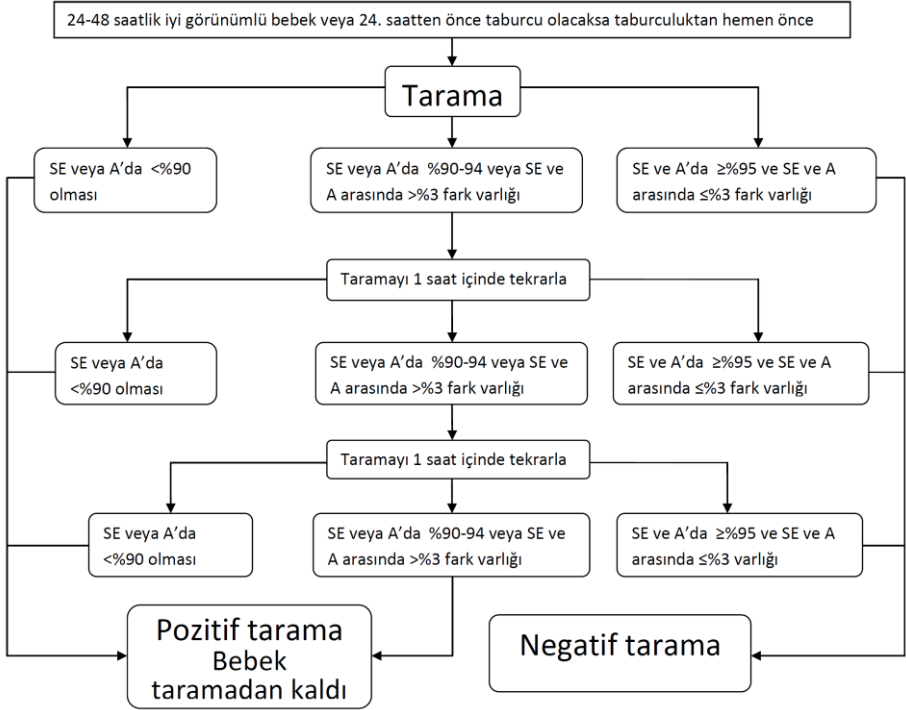 24-48 saatlik iyi görünümlü bebek veya 24. saatten önce taburcu olacaksa taburculuktan hemen önce
Tarama
SE veya A’da <%90
olması
SE veya A’da %90-94 veya SE ve
A arasında >%3 fark varlığı
SE ve A’da ≥%95 ve SE ve A
arasında ≤%3 fark varlığı
Taramayı 1 saat içinde tekrarla
SE veya A’da
<%90 olması
SE veya A’da %90-94 veya SE ve
A arasında >%3 fark varlığı
SE ve A’da ≥%95 ve SE ve A
arasında ≤%3 fark varlığı
Taramayı 1 saat içinde tekrarla
SE veya A’da
<%90 olması
SE veya A’da %90-94 veya SE ve
A arasında >%3 fark varlığı
SE ve A’da ≥%95 ve SE ve A
arasında ≤%3 varlığı
Pozitif tarama
Bebek
taramadan kaldı
Negatif tarama